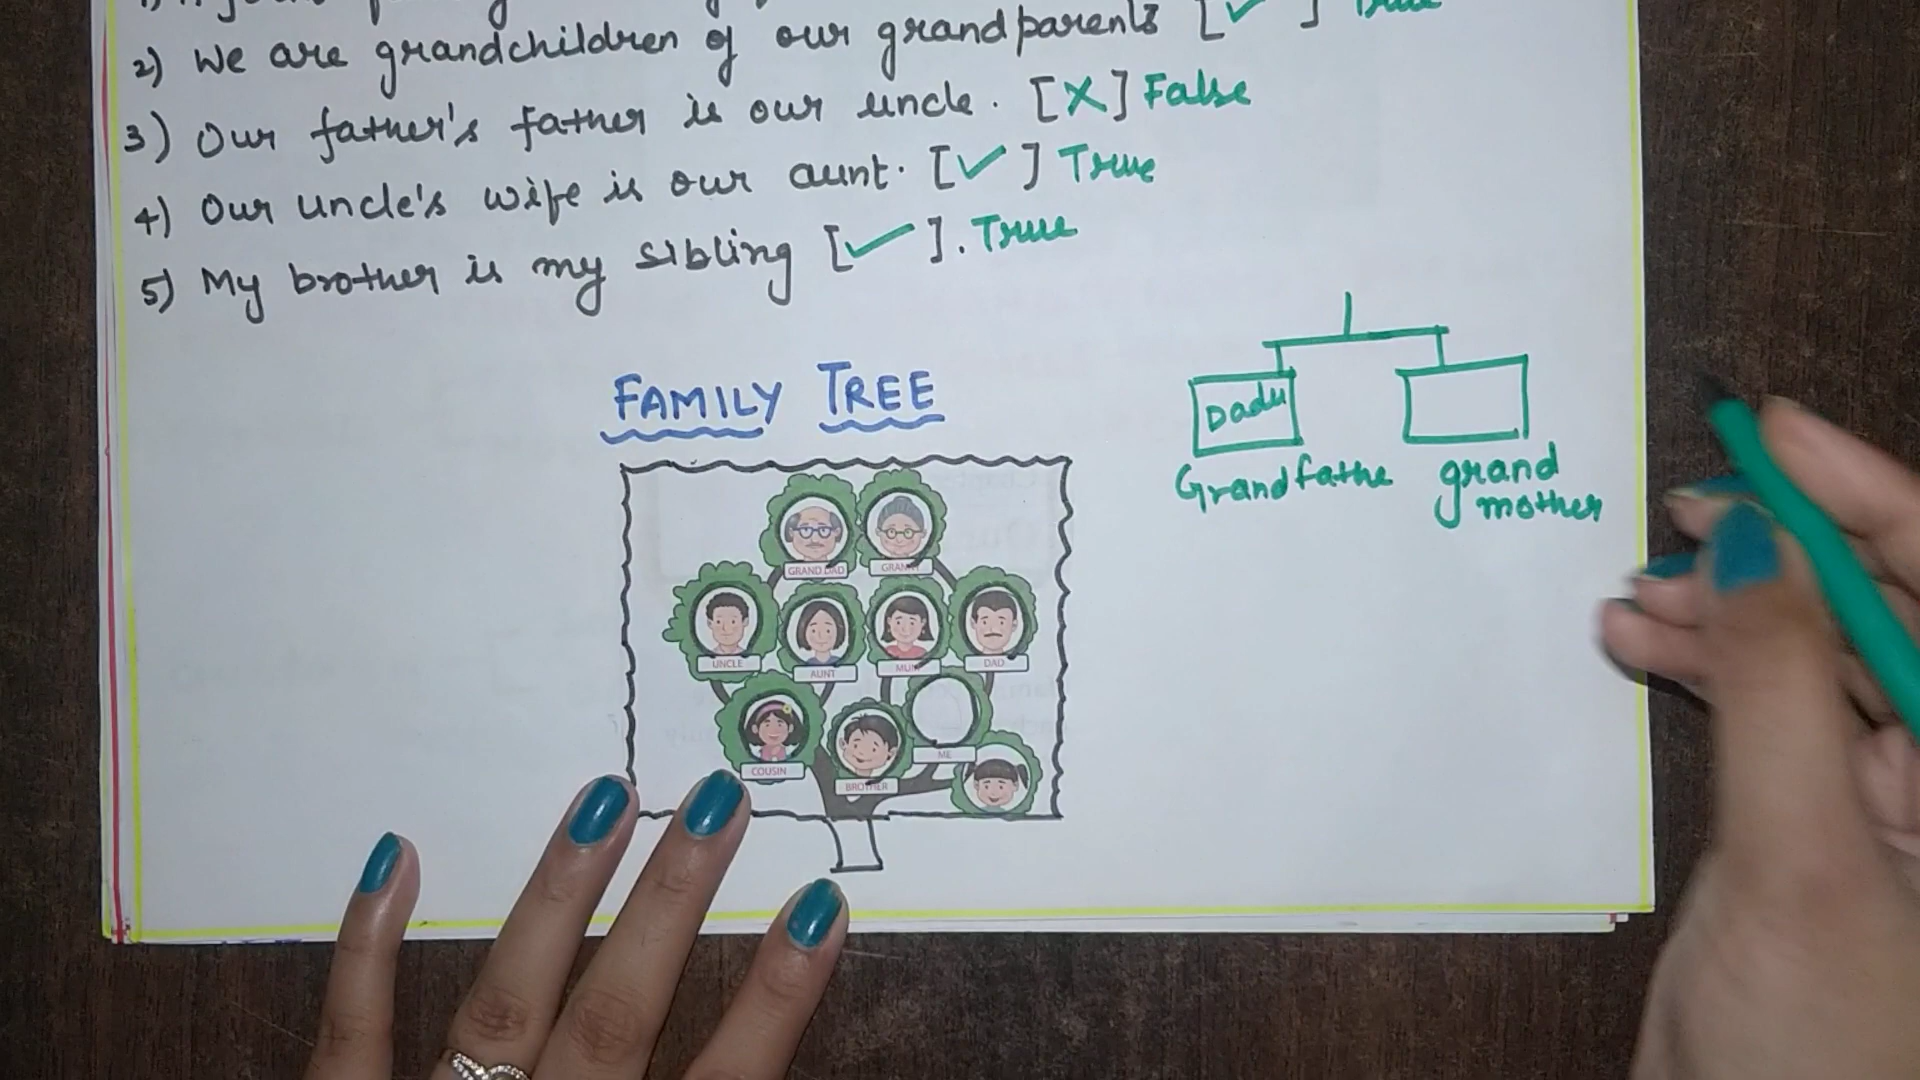 2) We are grandchildren of our grandparents [✓] True
3) Our father's father is our uncle. [X] False
4) Our uncle's wife is our aunt. [✓] True
5) My brother is my sibling [✓]. True
FAMILY TREE
Dadu
Grandfathe
grand
mother
GRAND DAD
GRANNY
UNCLE
AUNT
MUM
DAD
COUSIN
BROTHER
ME